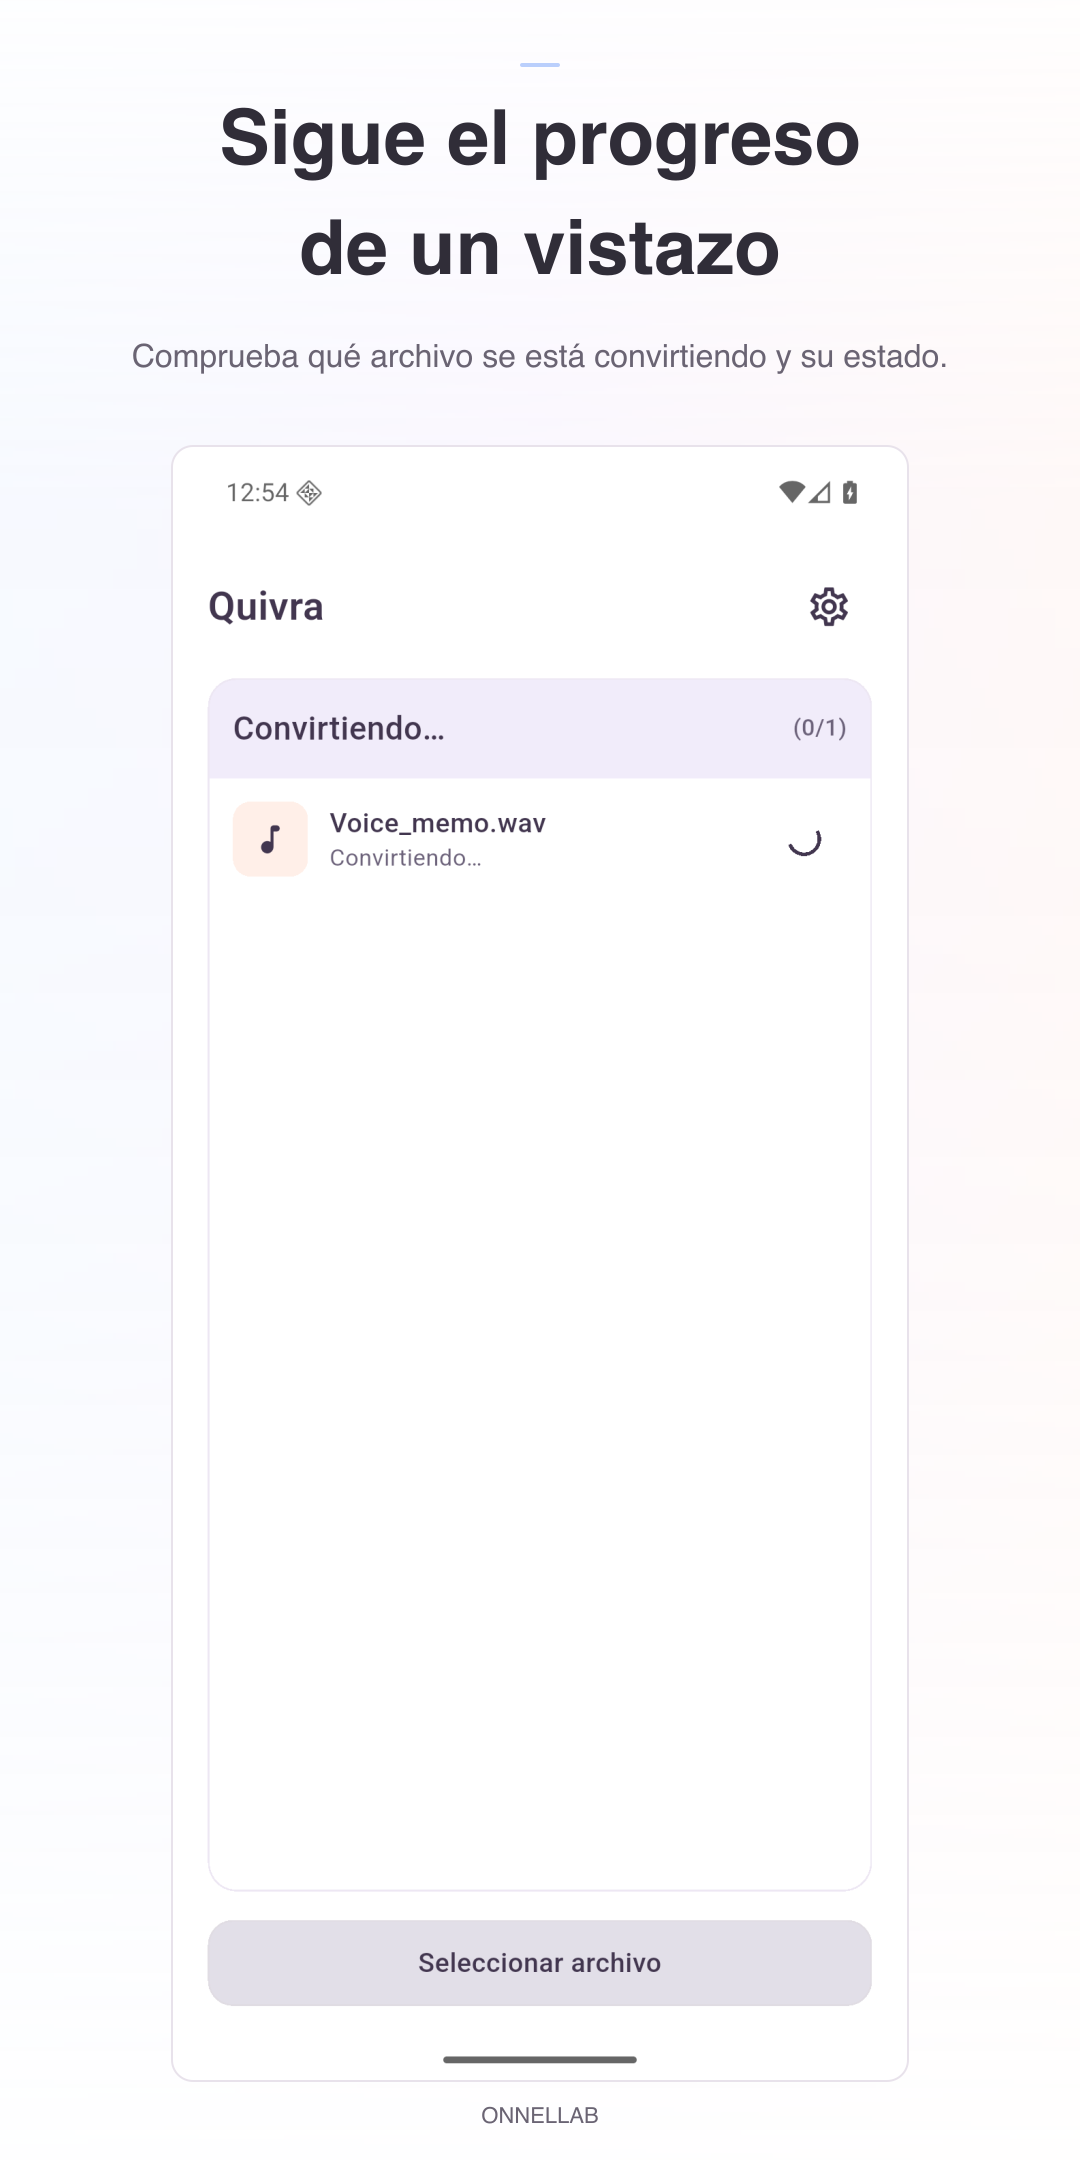 Sigue el progreso
de un vistazo
Comprueba qué archivo se está convirtiendo y su estado.
12:54
Quivra
Convirtiendo… (0/1)
Voice_memo.wav
Convirtiendo…
Seleccionar archivo
ONNELLAB